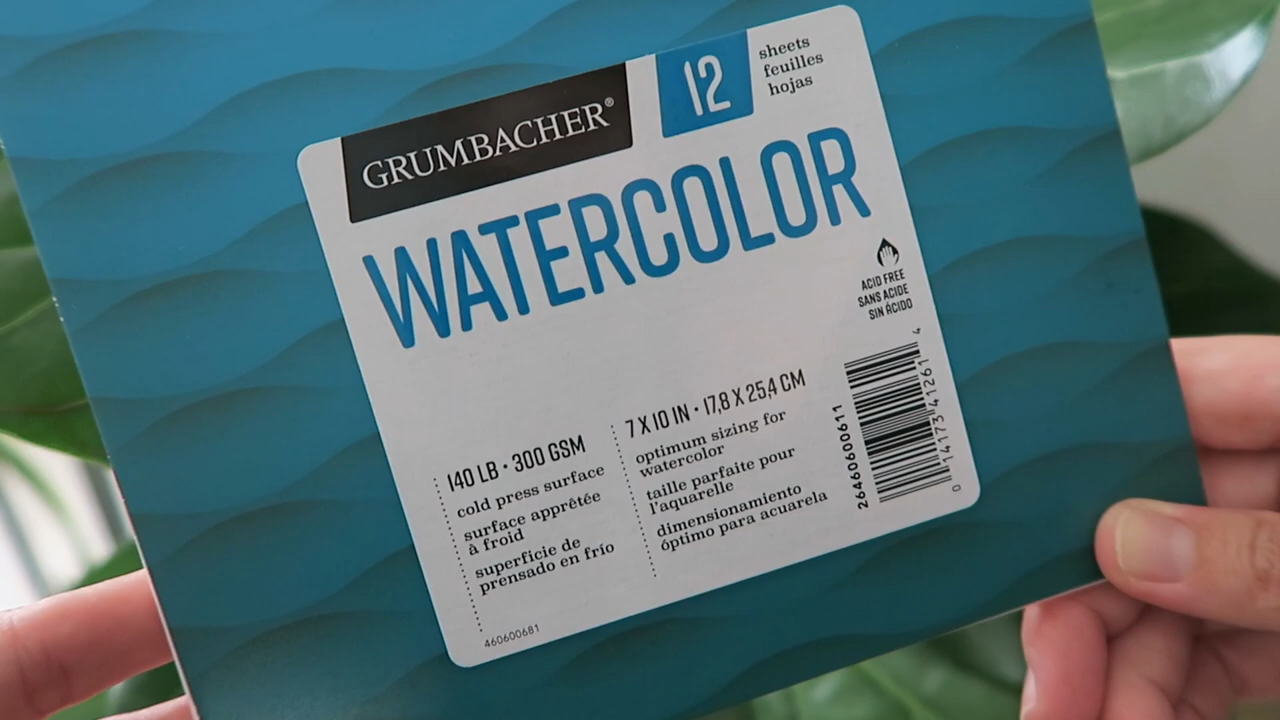 GRUMBACHER®
12
sheets
feuilles
hojas
WATERCOLOR
ACID FREE
SANS ACIDE
SIN ÁCIDO
140 LB • 300 GSM
cold press surface
surface apprêtée
à froid
superficie de
prensado en frío
7 X 10 IN • 17,8 X 25,4 CM
optimum sizing for
watercolor
taille parfaite pour
l'aquarelle
dimensionamiento
óptimo para acuarela
26460600611
0 14173 41261 4
460600681